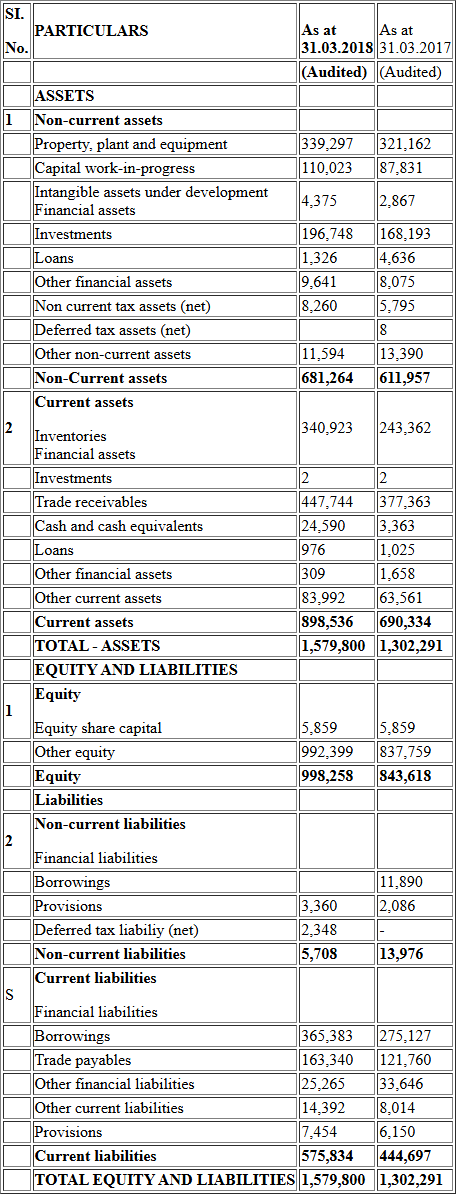 SI. No. PARTICULARS As at 31.03.2018 As at 31.03.2017
(Audited) (Audited)
ASSETS
1 Non-current assets
Property, plant and equipment 339,297 321,162
Capital work-in-progress 110,023 87,831
Intangible assets under development
Financial assets 4,375 2,867
Investments 196,748 168,193
Loans 1,326 4,636
Other financial assets 9,641 8,075
Non current tax assets (net) 8,260 5,795
Deferred tax assets (net) 8
Other non-current assets 11,594 13,390
Non-Current assets 681,264 611,957
2 Current assets
Inventories 340,923 243,362
Financial assets
Investments 2 2
Trade receivables 447,744 377,363
Cash and cash equivalents 24,590 3,363
Loans 976 1,025
Other financial assets 309 1,658
Other current assets 83,992 63,561
Current assets 898,536 690,334
TOTAL - ASSETS 1,579,800 1,302,291
EQUITY AND LIABILITIES
1 Equity
Equity share capital 5,859 5,859
Other equity 992,399 837,759
Equity 998,258 843,618
Liabilities
2 Non-current liabilities
Financial liabilities
Borrowings 11,890
Provisions 3,360 2,086
Deferred tax liabiliy (net) 2,348 -
Non-current liabilities 5,708 13,976
S Current liabilities
Financial liabilities
Borrowings 365,383 275,127
Trade payables 163,340 121,760
Other financial liabilities 25,265 33,646
Other current liabilities 14,392 8,014
Provisions 7,454 6,150
Current liabilities 575,834 444,697
TOTAL EQUITY AND LIABILITIES 1,579,800 1,302,291